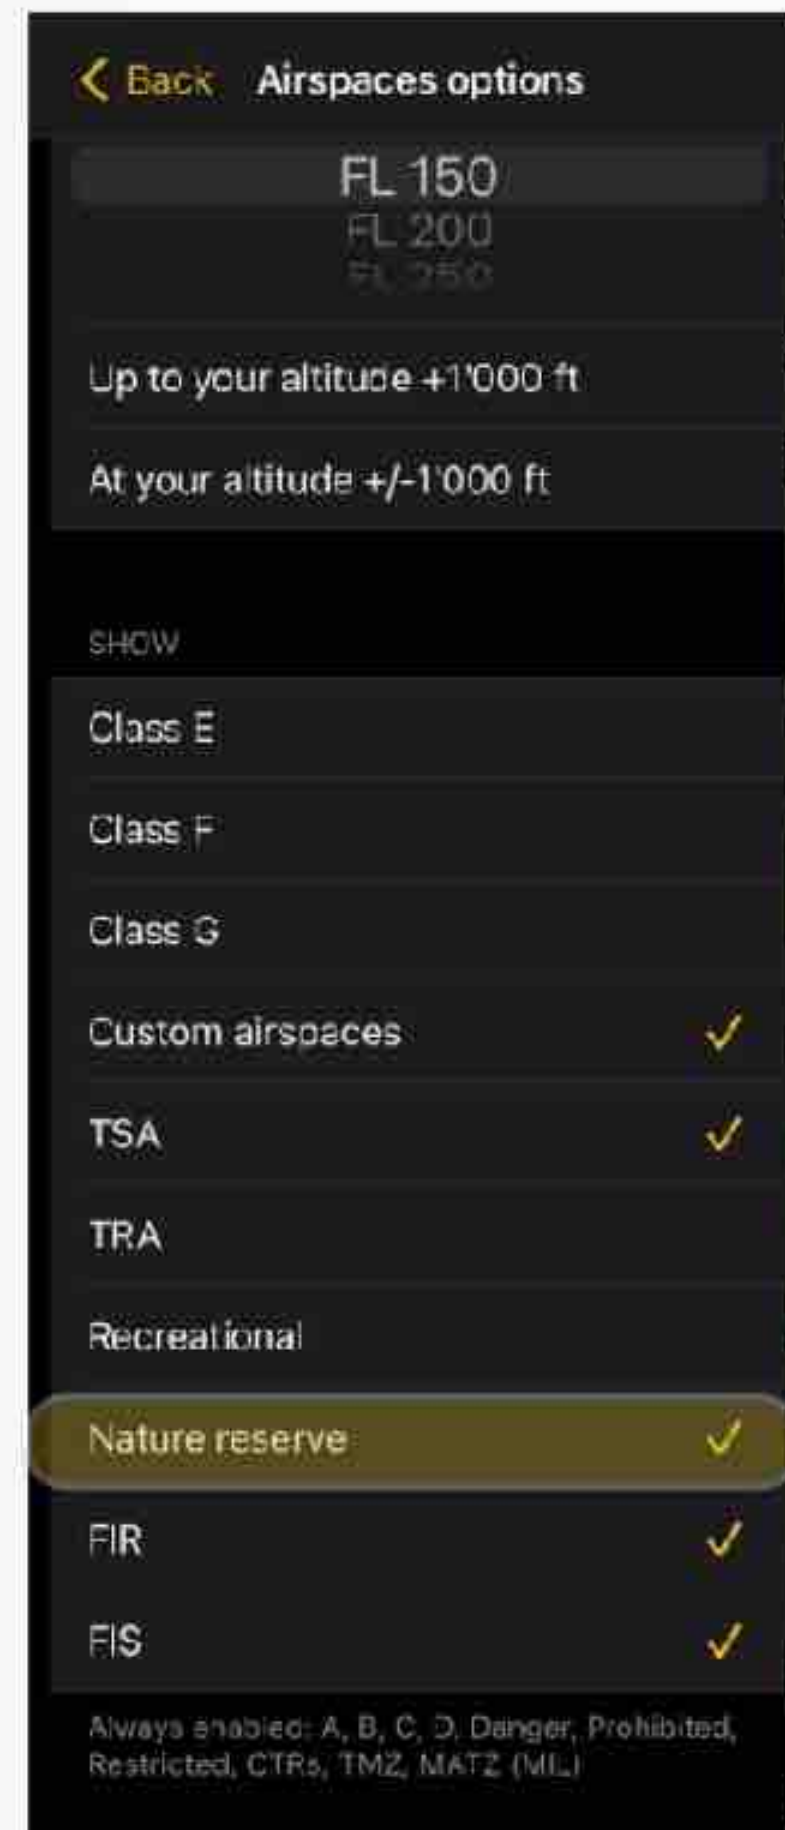 Back Airspaces options
FL 150
FL 200
FL 250
Up to your altitude +1'000 ft
At your altitude +/-1'000 ft
SHOW
Class E
Class F
Class G
Custom airspaces
TSA
TRA
Recreational
Nature reserve
FIR
FIS
Always enabled: A, B, C, D, Danger, Prohibited,
Restricted, CTRs, TMZ, MATZ (MIL)